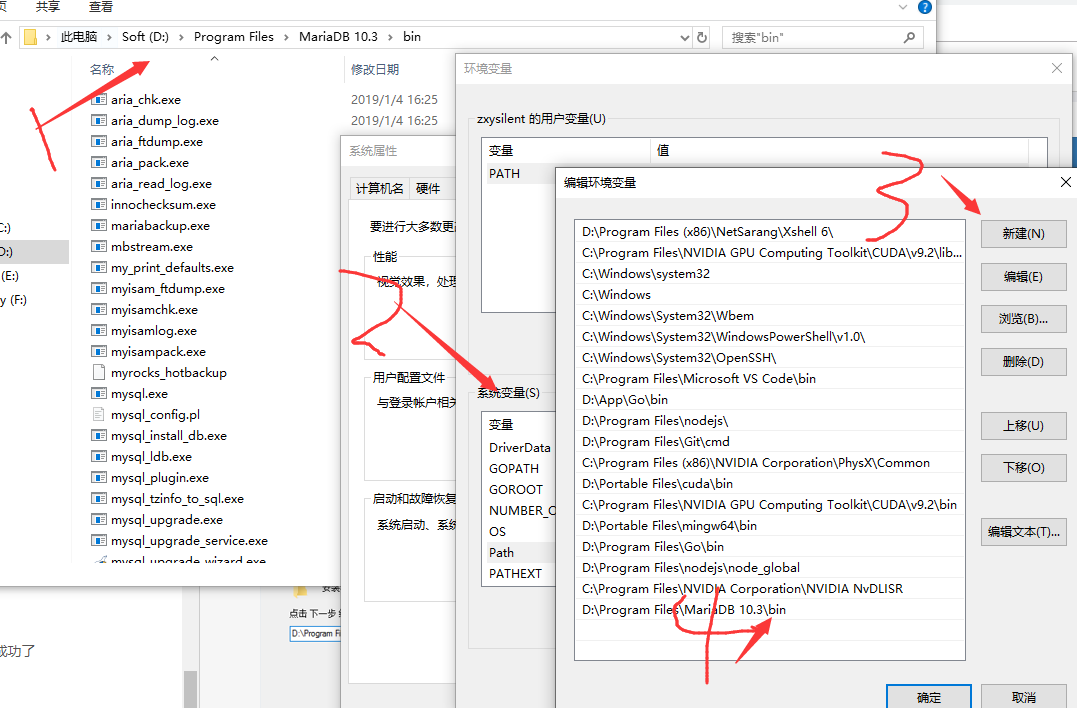 共享
查看
此电脑 > Soft (D:) > Program Files > MariaDB 10.3 > bin
搜索"bin"
名称
修改日期
aria_chk.exe
2019/1/4 16:25
aria_dump_log.exe
2019/1/4 16:25
aria_ftdump.exe
aria_pack.exe
aria_read_log.exe
innochecksum.exe
mariabackup.exe
mbstream.exe
my_print_defaults.exe
myisam_ftdump.exe
myisamchk.exe
myisamlog.exe
myisampack.exe
myrocks_hotbackup
mysql.exe
mysql_config.pl
mysql_install_db.exe
mysql_ldb.exe
mysql_plugin.exe
mysql_tzinfo_to_sql.exe
mysql_upgrade.exe
mysql_upgrade_service.exe
mysql_upgrade_wizard.exe
C:)
D:)
(E:)
y (F:)
成功了
点击 下一步
D:\Program Fi
系统属性
计算机名
硬件
要进行大多数更
性能
视觉效果，处理
用户配置文件
与登录帐户相关
启动和故障恢复
系统启动、系统
环境变量
zxysilent 的用户变量(U)
变量
值
PATH
系统变量(S)
变量
DriverData
GOPATH
GOROOT
NUMBER_O
OS
Path
PATHEXT
编辑环境变量
D:\Program Files (x86)\NetSarang\Xshell 6\
C:\Program Files\NVIDIA GPU Computing Toolkit\CUDA\v9.2\lib...
C:\Windows\system32
C:\Windows
C:\Windows\System32\Wbem
C:\Windows\System32\WindowsPowerShell\v1.0\
C:\Windows\System32\OpenSSH\
C:\Program Files\Microsoft VS Code\bin
D:\App\Go\bin
D:\Program Files\nodejs\
D:\Program Files\Git\cmd
C:\Program Files (x86)\NVIDIA Corporation\PhysX\Common
D:\Portable Files\cuda\bin
C:\Program Files\NVIDIA GPU Computing Toolkit\CUDA\v9.2\bin
D:\Portable Files\mingw64\bin
D:\Program Files\Go\bin
D:\Program Files\nodejs\node_global
C:\Program Files\NVIDIA Corporation\NVIDIA NvDLISR
D:\Program Files\MariaDB 10.3\bin
新建(N)
编辑(E)
浏览(B)...
删除(D)
上移(U)
下移(O)
编辑文本(T)...
确定
取消
1
2
3
4